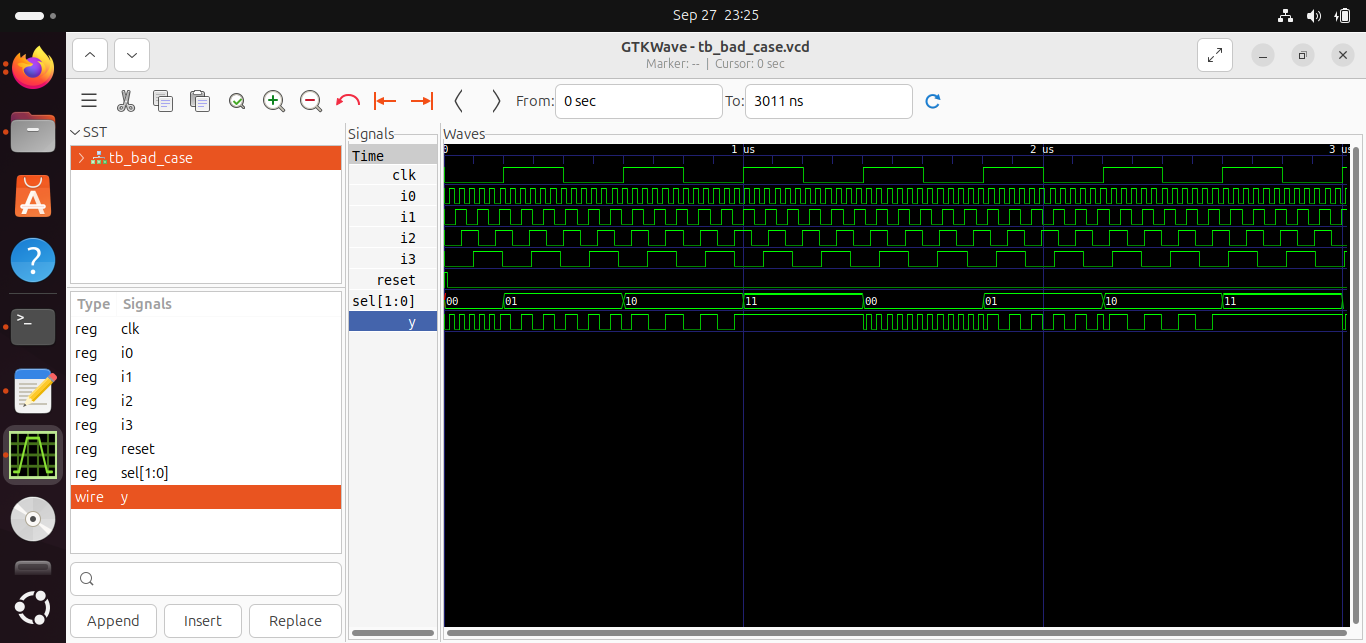 Sep 27 23:25
GTKWave - tb_bad_case.vcd
Marker: -- | Cursor: 0 sec
From: 0 sec To: 3011 ns
SST
tb_bad_case
Type Signals
reg clk
reg i0
reg i1
reg i2
reg i3
reg reset
reg sel[1:0]
wire y
Append Insert Replace
Signals
Time
clk
i0
i1
i2
i3
reset
sel[1:0]
y
Waves
0 1 us 2 us 3 us
00 01 10 11 00 01 10 11
>_
?